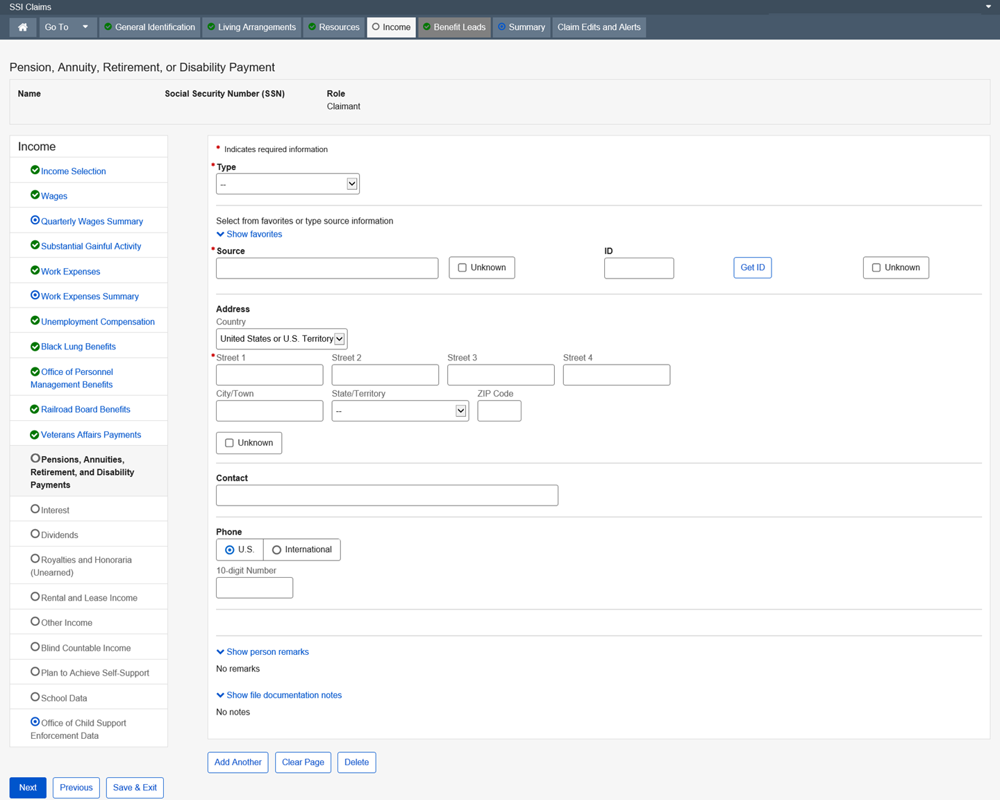 SSI Claims
Go To
General Identification
Living Arrangements
Resources
Income
Benefit Leads
Summary
Claim Edits and Alerts
Pension, Annuity, Retirement, or Disability Payment
Name
Social Security Number (SSN)
Role
Claimant
Income
Income Selection
Wages
Quarterly Wages Summary
Substantial Gainful Activity
Work Expenses
Work Expenses Summary
Unemployment Compensation
Black Lung Benefits
Office of Personnel
Management Benefits
Railroad Board Benefits
Veterans Affairs Payments
Pensions, Annuities,
Retirement, and Disability
Payments
Interest
Dividends
Royalties and Honoraria
(Unearned)
Rental and Lease Income
Other Income
Blind Countable Income
Plan to Achieve Self-Support
School Data
Office of Child Support
Enforcement Data
* Indicates required information
* Type
--
Select from favorites or type source information
Show favorites
* Source
Unknown
ID
Get ID
Unknown
Address
Country
United States or U.S. Territory
* Street 1
Street 2
Street 3
Street 4
City/Town
State/Territory
--
ZIP Code
Unknown
Contact
Phone
U.S.
International
10-digit Number
Show person remarks
No remarks
Show file documentation notes
No notes
Add Another
Clear Page
Delete
Next
Previous
Save & Exit